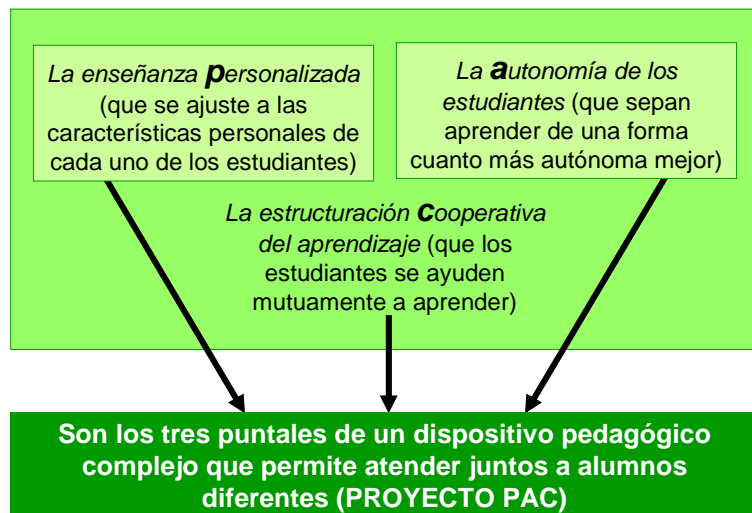 La enseñanza personalizada
(que se ajuste a las
características personales de
cada uno de los estudiantes)
La autonomía de los
estudiantes (que sepan
aprender de una forma
cuanto más autónoma mejor)
La estructuración cooperativa
del aprendizaje (que los
estudiantes se ayuden
mutuamente a aprender)
Son los tres puntales de un dispositivo pedagógico
complejo que permite atender juntos a alumnos
diferentes (PROYECTO PAC)